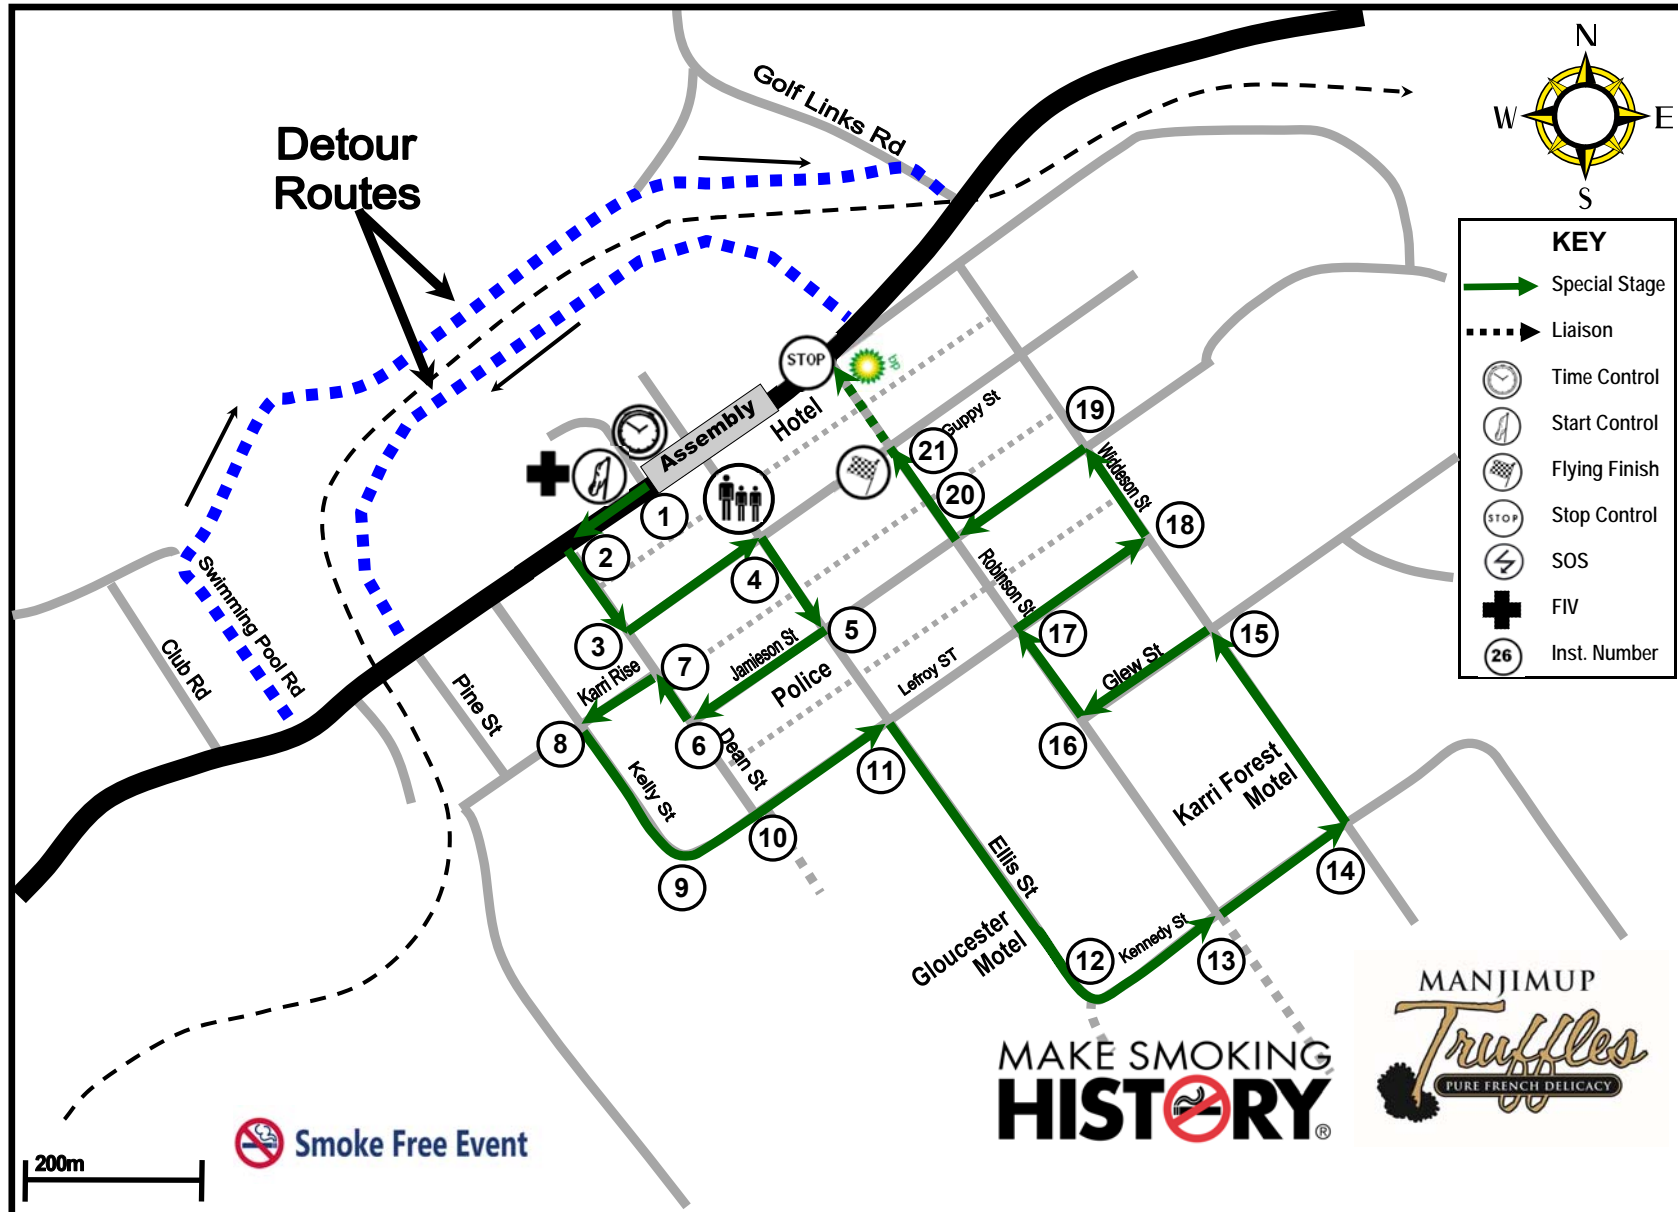 Golf Links Rd
N
W
E
S
Detour
Routes
KEY
Special Stage
Liaison
Time Control
Start Control
Flying Finish
STOP
Stop Control
SOS
FIV
26
Inst. Number
STOP
bp
Hotel
Assembly
Guppy St
19
21
20
Widdeson St
18
1
2
4
3
5
7
Robinson St
17
15
Jamieson St
Karri Rise
Police
Lefroy ST
Glew St
Swimming Pool Rd
Club Rd
Pine St
8
6
Dean St
Kelly St
16
11
10
9
Karri Forest
Motel
Ellis St
14
Gloucester
Motel
12
Kennedy St
13
MANJIMUP
Truffles
PURE FRENCH DELICACY
MAKE SMOKING
HISTORY®
Smoke Free Event
200m